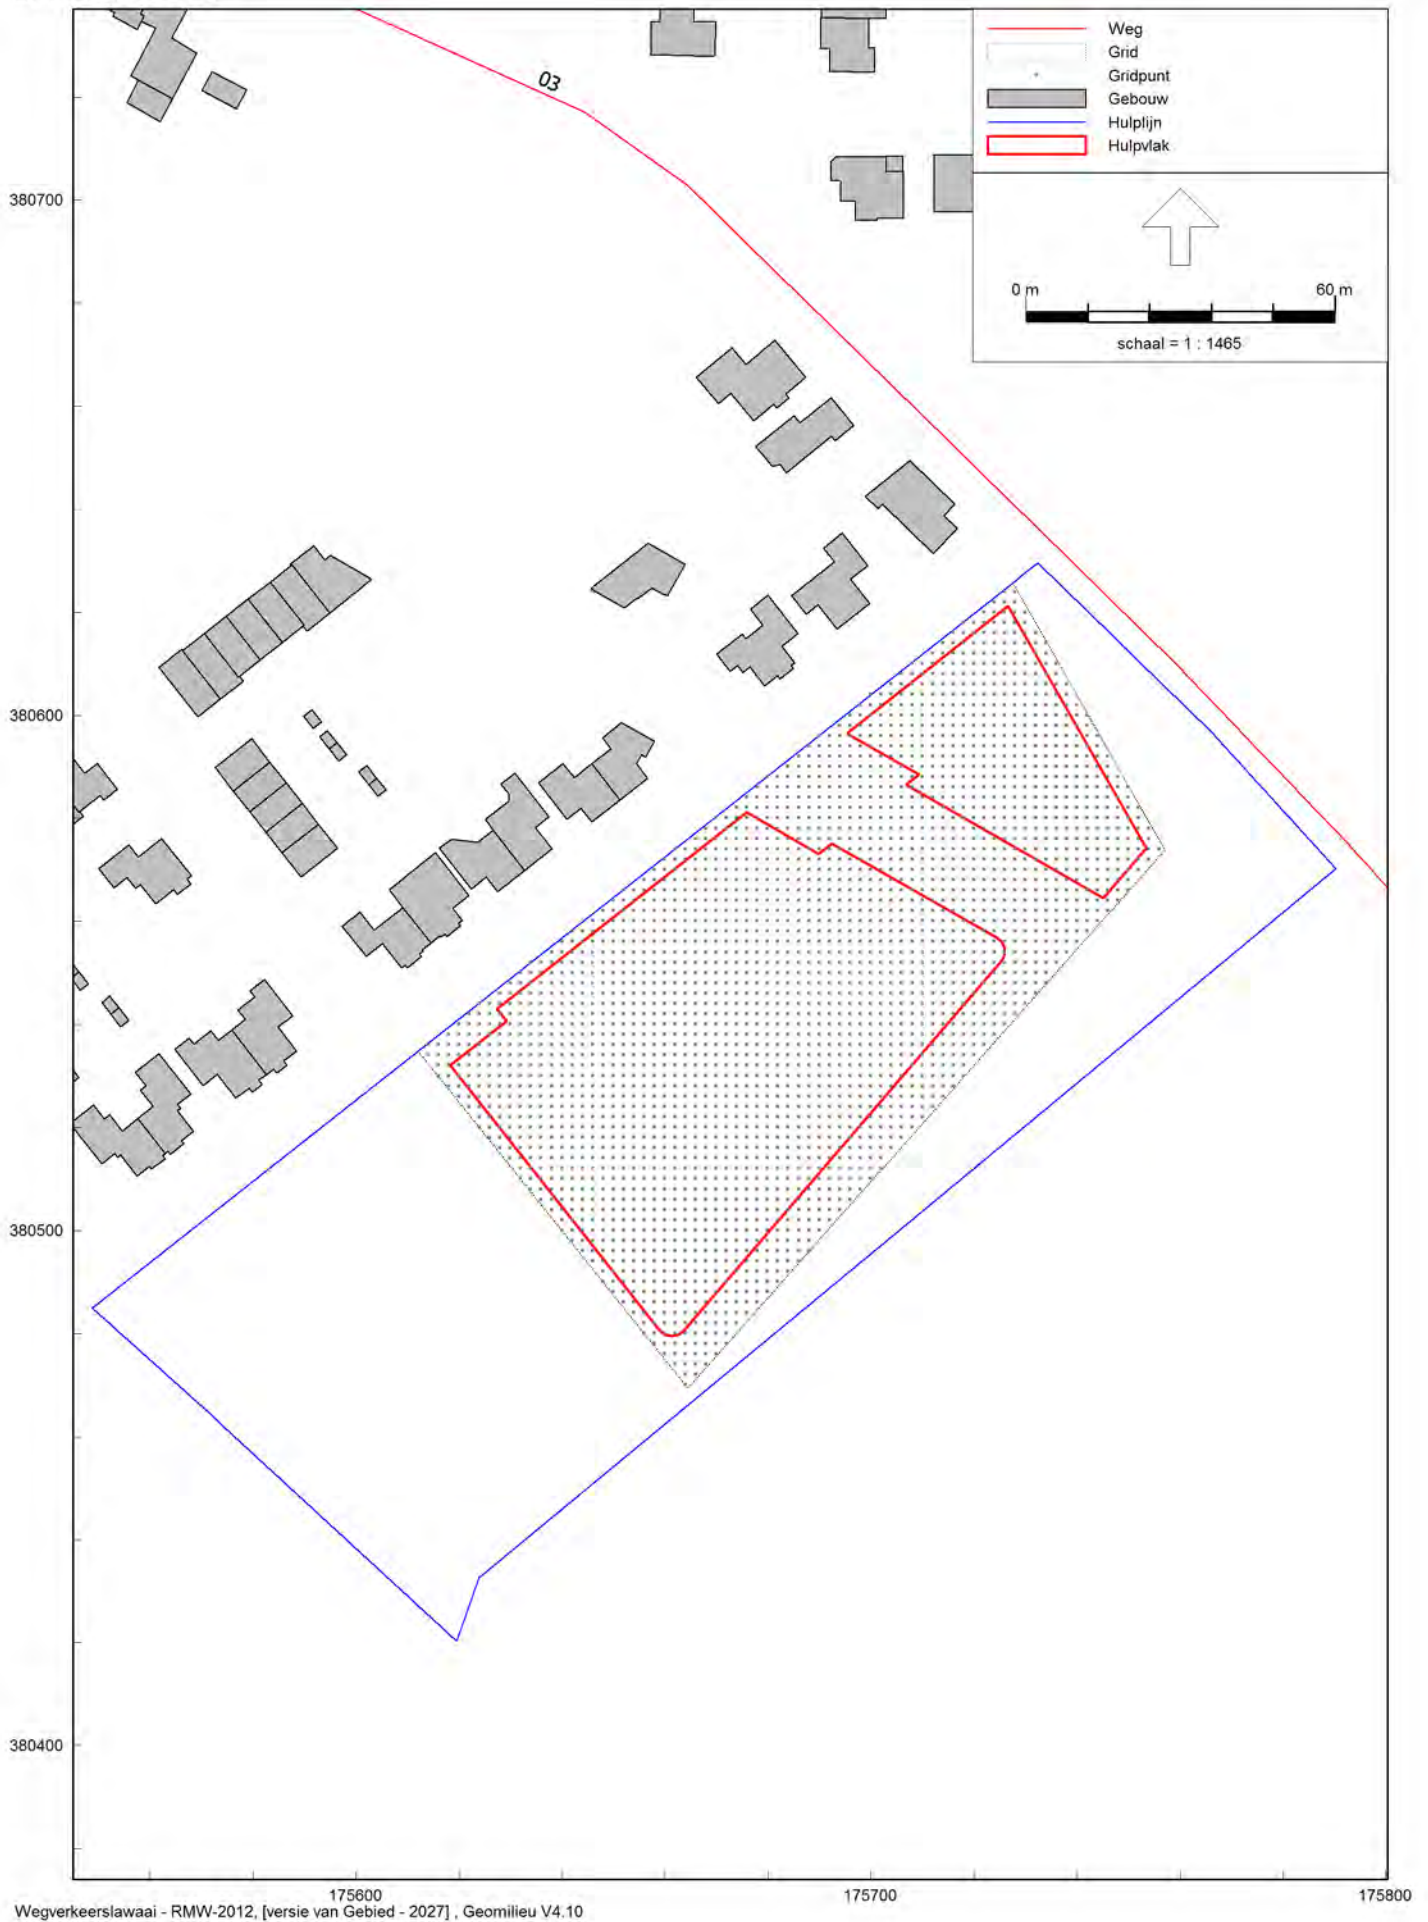 Weg
Grid
Gridpunt
Gebouw
Hulplijn
Hulpvlak
03
380700
0 m 60 m
schaal = 1 : 1465
380600
380500
380400
175600 175700 175800
Wegverkeerslawaai - RMW-2012, [versie van Gebied - 2027] , Geomilieu V4.10